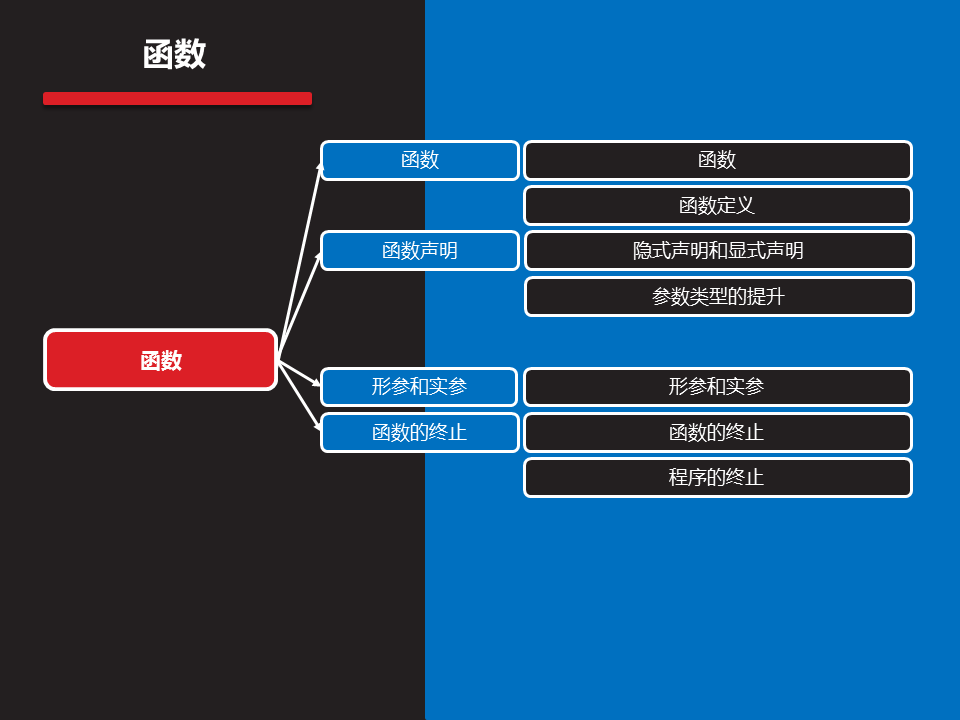 函数
函数
函数
函数定义
函数声明
隐式声明和显式声明
参数类型的提升
函数
形参和实参
形参和实参
函数的终止
函数的终止
程序的终止